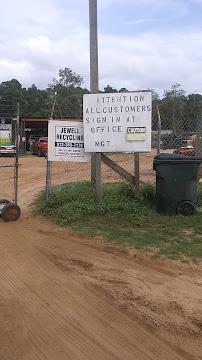 ATTENTION
ALL CUSTOMERS
SIGN IN AT
OFFICE
MGT
JEWELL
RECYCLING